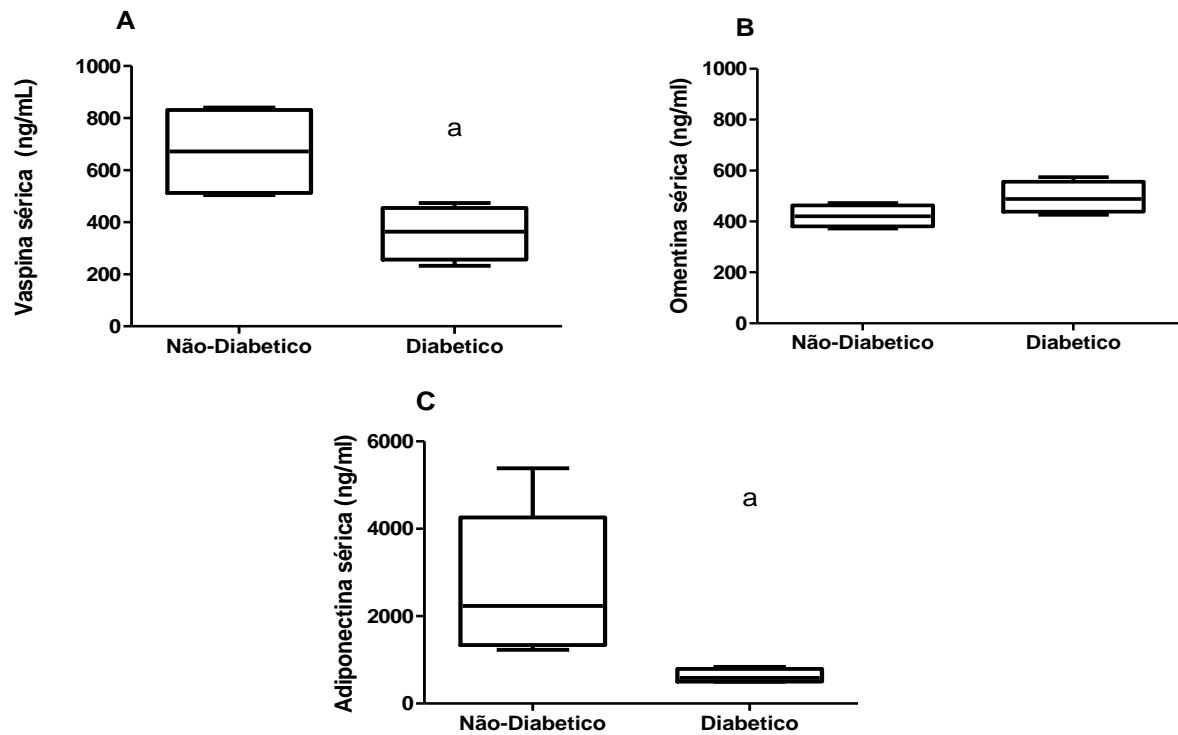 A
Vaspina sérica (ng/mL)
1000
800
600
400
200
0
a
Não-Diabetico Diabetico
B
Omentina sérica (ng/ml)
1000
800
600
400
200
0
Não-Diabetico Diabetico
C
Adiponectina sérica (ng/ml)
6000
4000
2000
0
a
Não-Diabetico Diabetico